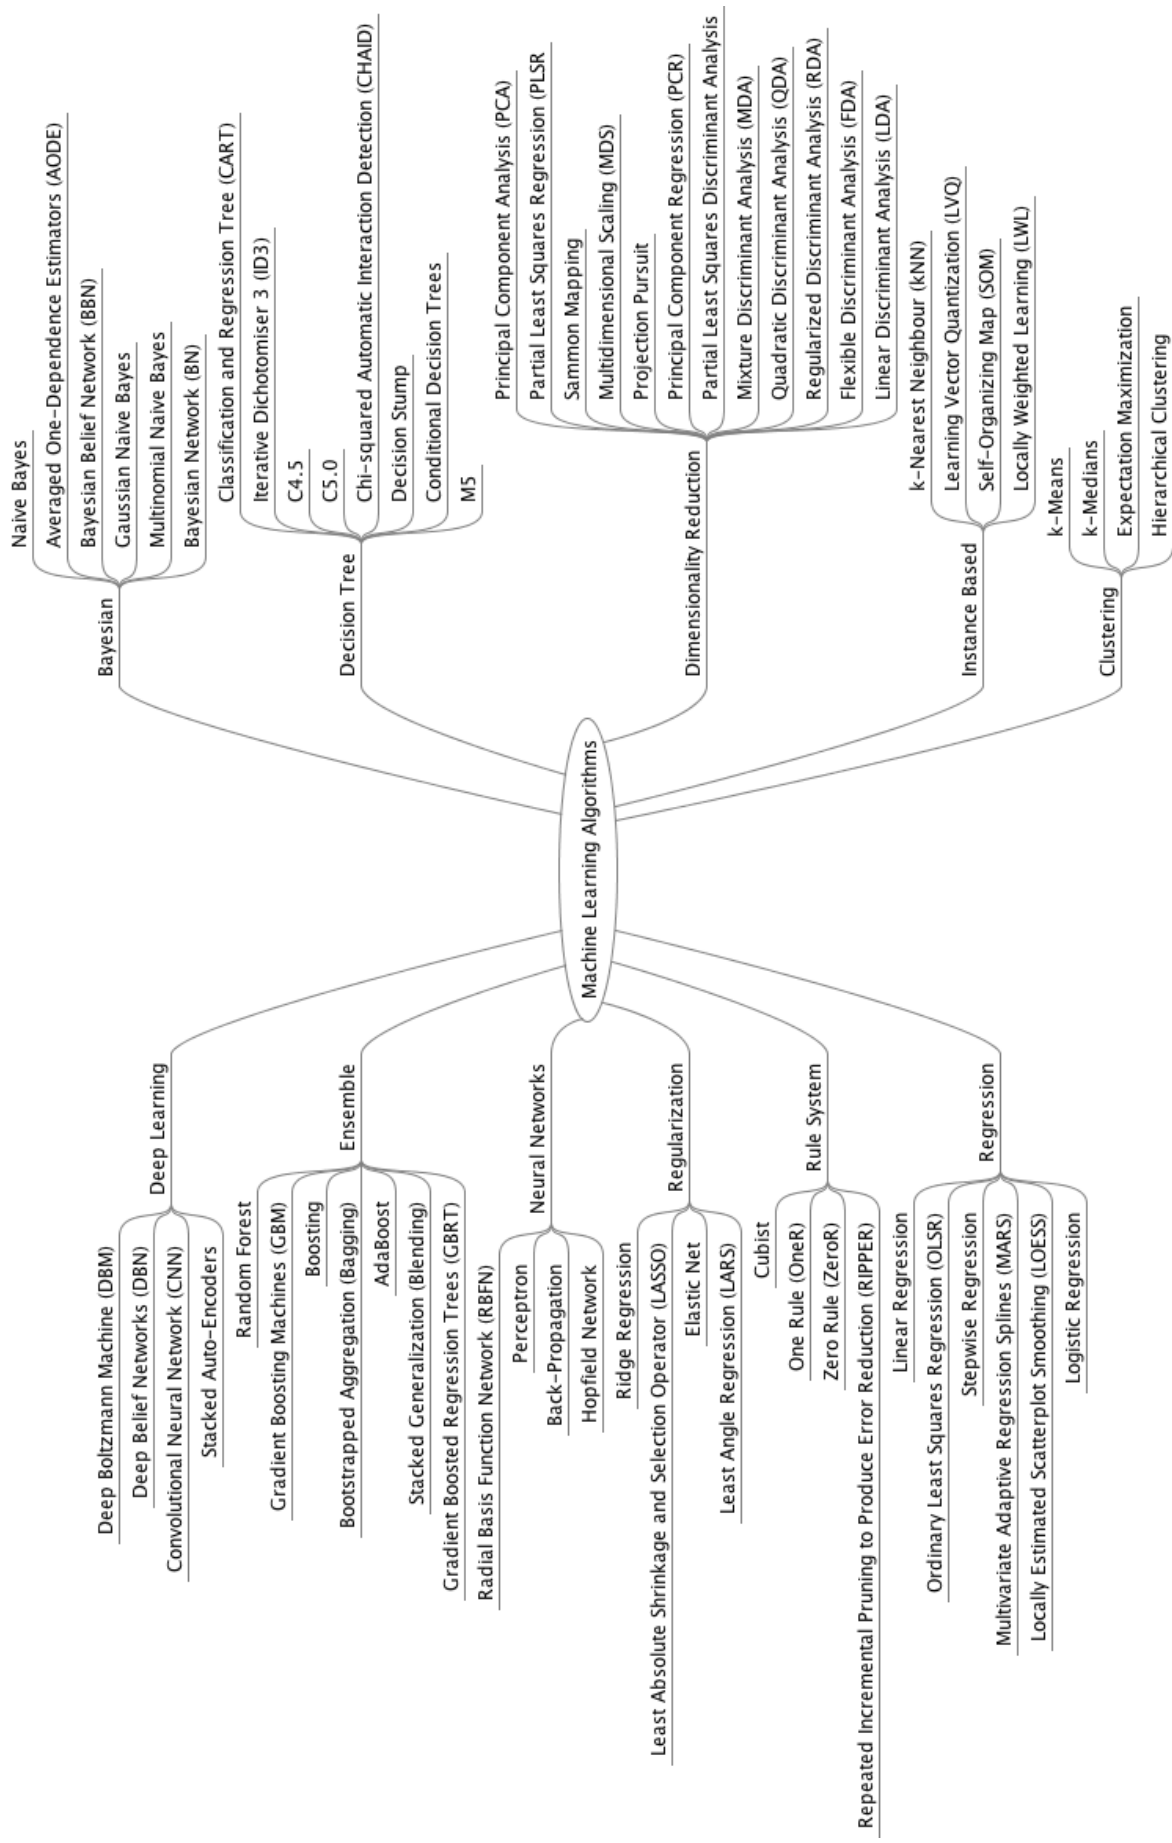 Machine Learning Algorithms
Deep Learning
Deep Boltzmann Machine (DBM)
Deep Belief Networks (DBN)
Convolutional Neural Network (CNN)
Stacked Auto-Encoders
Ensemble
Random Forest
Gradient Boosting Machines (GBM)
Boosting
Bootstrapped Aggregation (Bagging)
AdaBoost
Stacked Generalization (Blending)
Gradient Boosted Regression Trees (GBRT)
Neural Networks
Radial Basis Function Network (RBFN)
Perceptron
Back-Propagation
Hopfield Network
Regularization
Ridge Regression
Least Absolute Shrinkage and Selection Operator (LASSO)
Elastic Net
Least Angle Regression (LARS)
Rule System
Cubist
One Rule (OneR)
Zero Rule (ZeroR)
Repeated Incremental Pruning to Produce Error Reduction (RIPPER)
Regression
Linear Regression
Ordinary Least Squares Regression (OLSR)
Stepwise Regression
Multivariate Adaptive Regression Splines (MARS)
Locally Estimated Scatterplot Smoothing (LOESS)
Logistic Regression
Bayesian
Naive Bayes
Averaged One-Dependence Estimators (AODE)
Bayesian Belief Network (BBN)
Gaussian Naive Bayes
Multinomial Naive Bayes
Bayesian Network (BN)
Decision Tree
Classification and Regression Tree (CART)
Iterative Dichotomiser 3 (ID3)
C4.5
C5.0
Chi-squared Automatic Interaction Detection (CHAID)
Decision Stump
Conditional Decision Trees
M5
Dimensionality Reduction
Principal Component Analysis (PCA)
Partial Least Squares Regression (PLSR
Sammon Mapping
Multidimensional Scaling (MDS)
Projection Pursuit
Principal Component Regression (PCR)
Partial Least Squares Discriminant Analysis
Mixture Discriminant Analysis (MDA)
Quadratic Discriminant Analysis (QDA)
Regularized Discriminant Analysis (RDA)
Flexible Discriminant Analysis (FDA)
Linear Discriminant Analysis (LDA)
Instance Based
k-Nearest Neighbour (kNN)
Learning Vector Quantization (LVQ)
Self-Organizing Map (SOM)
Locally Weighted Learning (LWL)
Clustering
k-Means
k-Medians
Expectation Maximization
Hierarchical Clustering